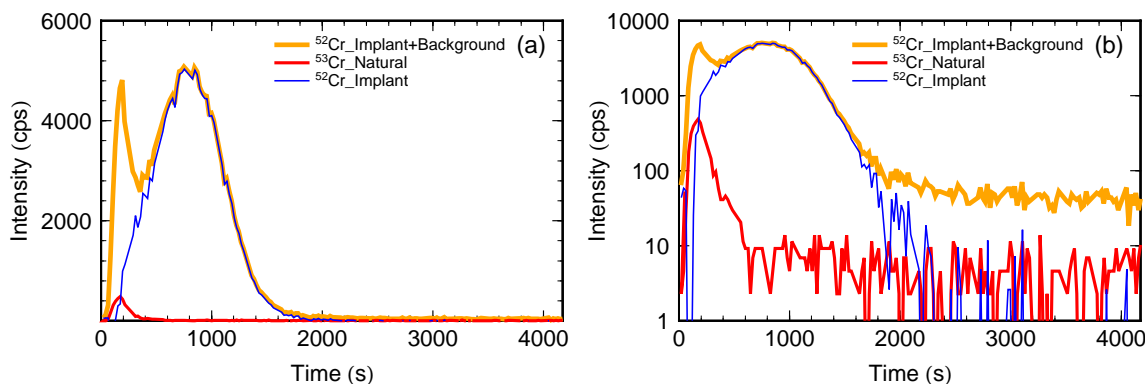 6000
4000
2000
0
0
1000
2000
3000
4000
Intensity (cps)
Time (s)
⁵²Cr_Implant+Background
⁵³Cr_Natural
⁵²Cr_Implant
(a)
10000
1000
100
10
1
0
1000
2000
3000
4000
Intensity (cps)
Time (s)
⁵²Cr_Implant+Background
⁵³Cr_Natural
⁵²Cr_Implant
(b)